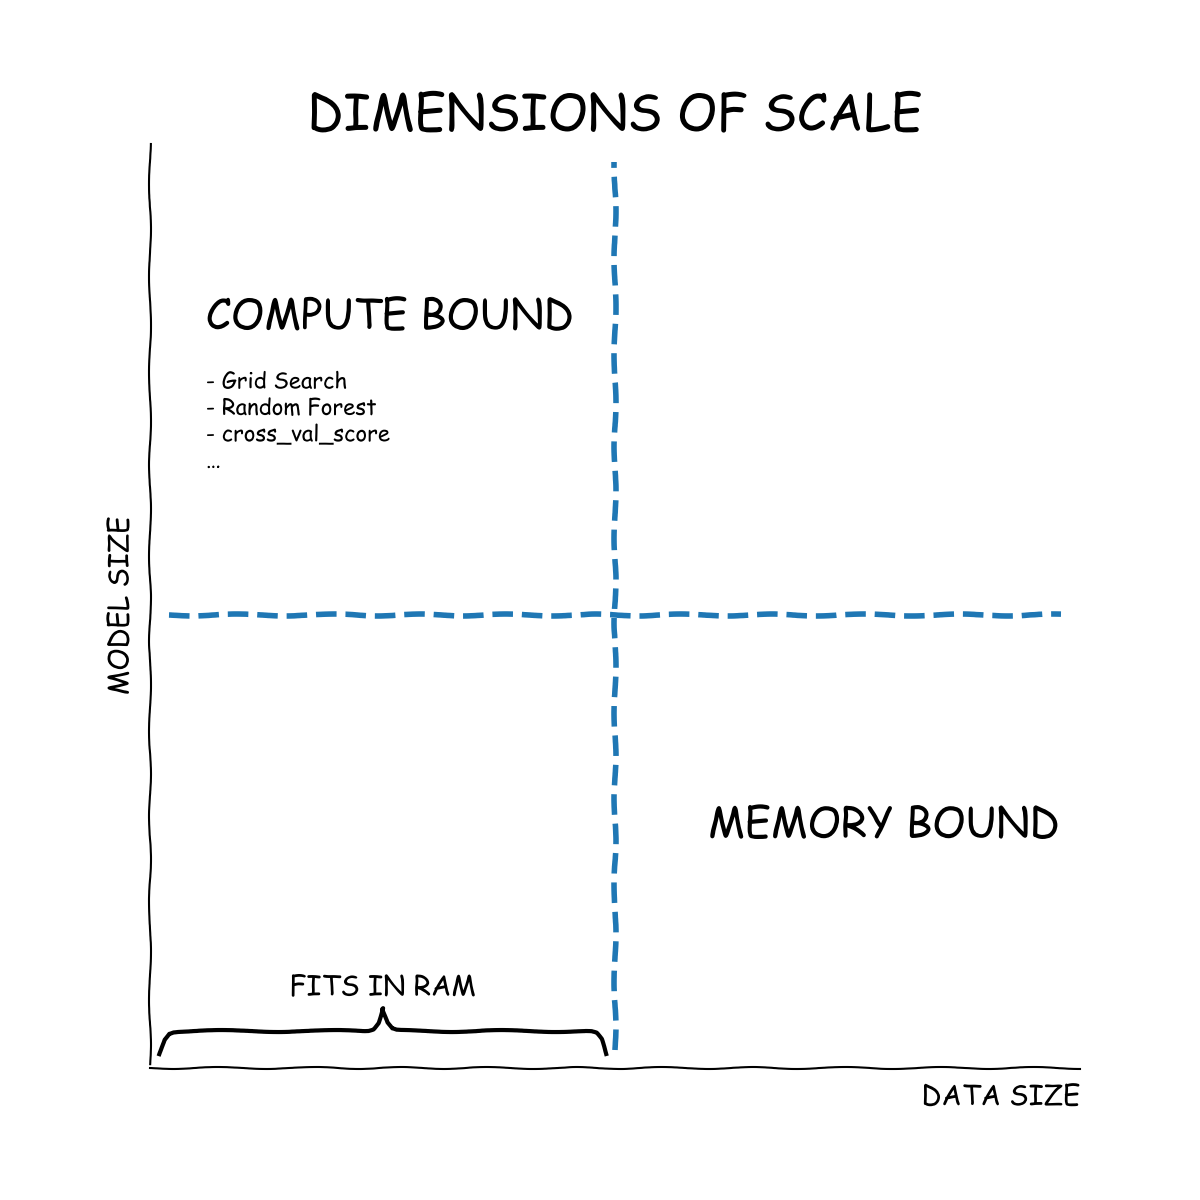 DIMENSIONS OF SCALE
COMPUTE BOUND
- Grid Search
- Random Forest
- cross_val_score
...
MODEL SIZE
MEMORY BOUND
FITS IN RAM
DATA SIZE